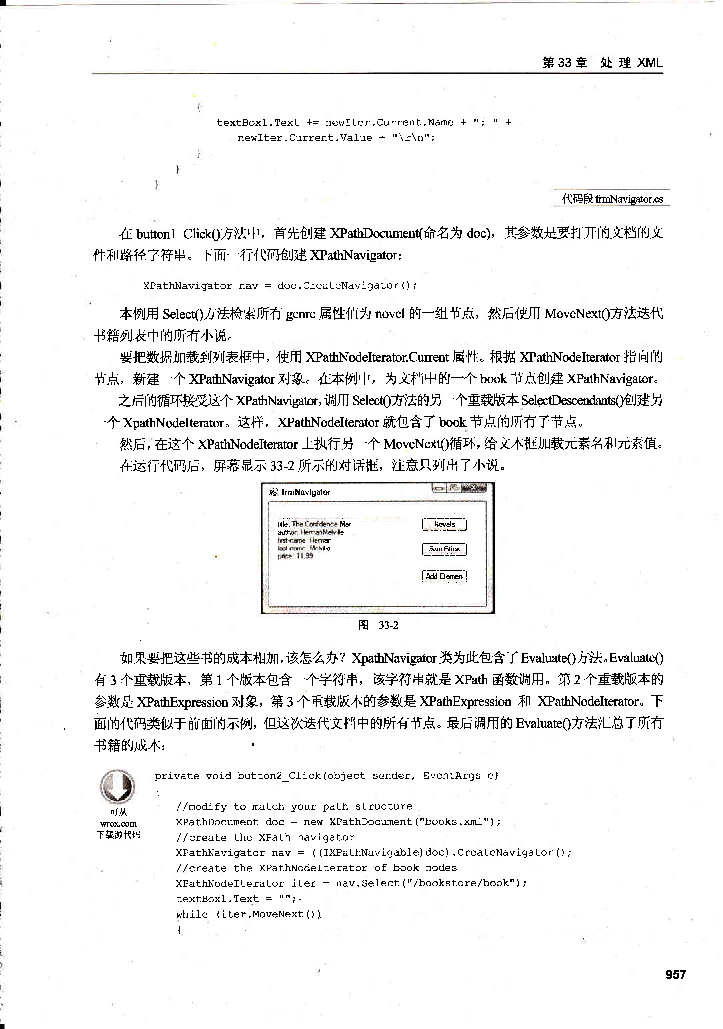 第 33 章 处 理 XML
{
textBox1.Text += newIter.Current.Name + ": " +
newIter.Current.Value + "\r\n";
}
}
}
代码段 frmNavigator.cs
在 button1_Click()方法中，首先创建 XPathDocument(命名为 doc)，其参数是要打开的文档的文
件和路径字符串。下面一行代码创建 XPathNavigator：
XPathNavigator nav = doc.CreateNavigator();
本例用 Select()方法检索所有 genre 属性值为 novel 的一组节点，然后使用 MoveNext()方法迭代
书籍列表中的所有小说。
要把数据加载到列表框中，使用 XPathNodeIterator.Current 属性。根据 XPathNodeIterator 指向的
节点，新建一个 XPathNavigator 对象。在本例中，为文档中的一个 book 节点创建 XPathNavigator。
之后的循环接受这个 XPathNavigator, 调用 Select()方法的另一个重载版本 SelectDescendants()创建另
一个 XpathNodeIterator。这样，XPathNodeIterator 就包含了 book 节点的所有子节点。
然后, 在这个 XPathNodeIterator 上执行另一个 MoveNext()循环, 给文本框加载元素名和元素值。
在运行代码后，屏幕显示 33-2 所示的对话框，注意只列出了小说。
frmNavigator
title: The Confidence Man
author: HermanMelville
first-name: Herman
last-name: Melville
price: 11.99
Novels
Sum Price
Add Elemen
图 33-2
如果要把这些书的成本相加, 该怎么办？XpathNavigator 类为此包含了 Evaluate()方法。Evaluate()
有 3 个重载版本，第 1 个版本包含一个字符串，该字符串就是 XPath 函数调用。第 2 个重载版本的
参数是 XPathExpression 对象，第 3 个重载版本的参数是 XPathExpression 和 XPathNodeIterator。下
面的代码类似于前面的示例，但这次迭代文档中的所有节点。最后调用的 Evaluate()方法汇总了所有
书籍的成本：
可从
wrox.com
下载源代码
private void button2_Click(object sender, EventArgs e)
{
//modify to match your path structure
XPathDocument doc = new XPathDocument("books.xml");
//create the XPath navigator
XPathNavigator nav = ((IXPathNavigable)doc).CreateNavigator();
//create the XPathNodeIterator of book nodes
XPathNodeIterator iter = nav.Select("/bookstore/book");
textBox1.Text = "";
while (iter.MoveNext())
{
957